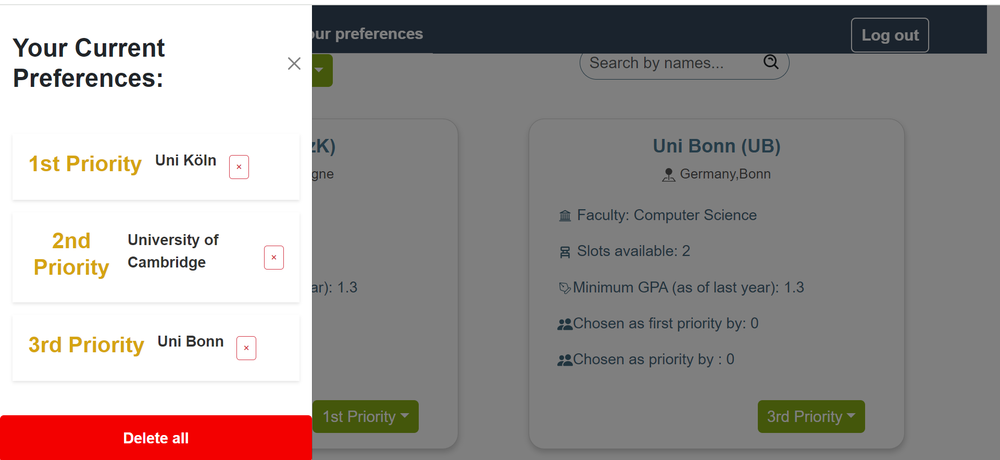 Your Current
Preferences:
1st Priority
Uni Köln
×
2nd
Priority
University of
Cambridge
×
3rd Priority
Uni Bonn
×
Delete all
our preferences
Log out
Search by names...
zK)
gne
ar): 1.3
1st Priority
Uni Bonn (UB)
Germany,Bonn
Faculty: Computer Science
Slots available: 2
Minimum GPA (as of last year): 1.3
Chosen as first priority by: 0
Chosen as priority by : 0
3rd Priority